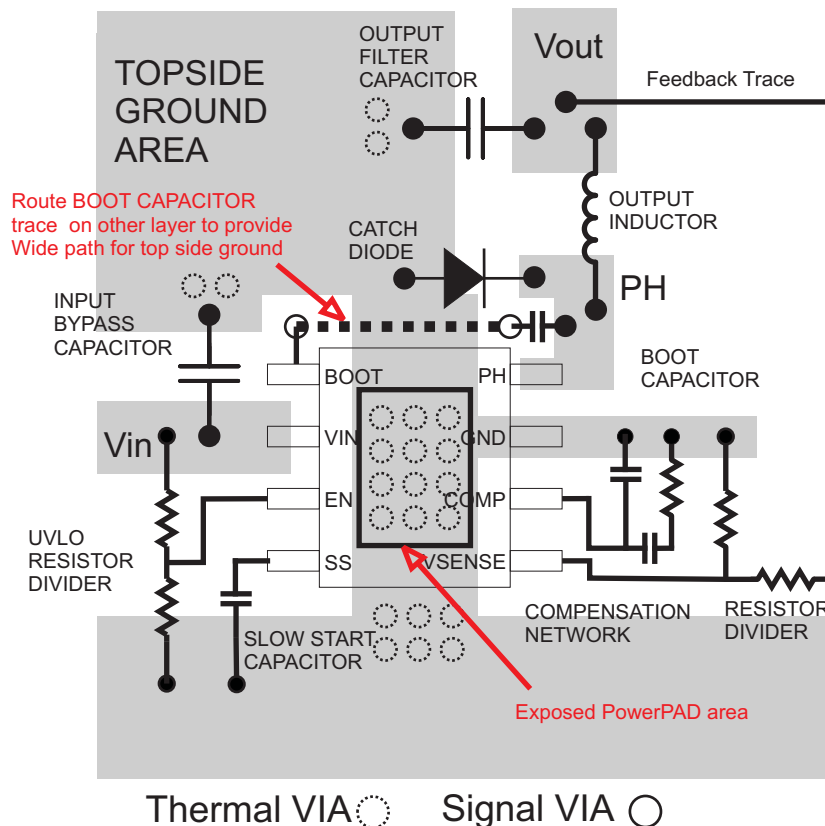 TOPSIDE
GROUND
AREA
OUTPUT
FILTER
CAPACITOR
Vout
Feedback Trace
Route BOOT CAPACITOR
trace on other layer to provide
Wide path for top side ground
CATCH
DIODE
OUTPUT
INDUCTOR
PH
INPUT
BYPASS
CAPACITOR
BOOT
CAPACITOR
BOOT
PH
Vin
VIN
GND
EN
COMP
UVLO
RESISTOR
DIVIDER
SS
VSENSE
SLOW START
CAPACITOR
COMPENSATION
NETWORK
RESISTOR
DIVIDER
Exposed PowerPAD area
Thermal VIA
Signal VIA